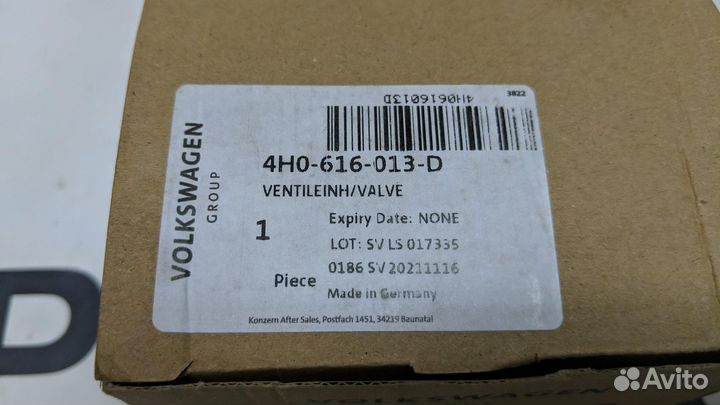 3822
4H0616013D
VOLKSWAGEN
GROUP
4H0-616-013-D
VENTILEINH/VALVE
1
Piece
Expiry Date: NONE
LOT: SV LS 017335
0186 SV 20211116
Made in Germany
Konzern After Sales, Postfach 1451, 34219 Baunatal
D
Avito